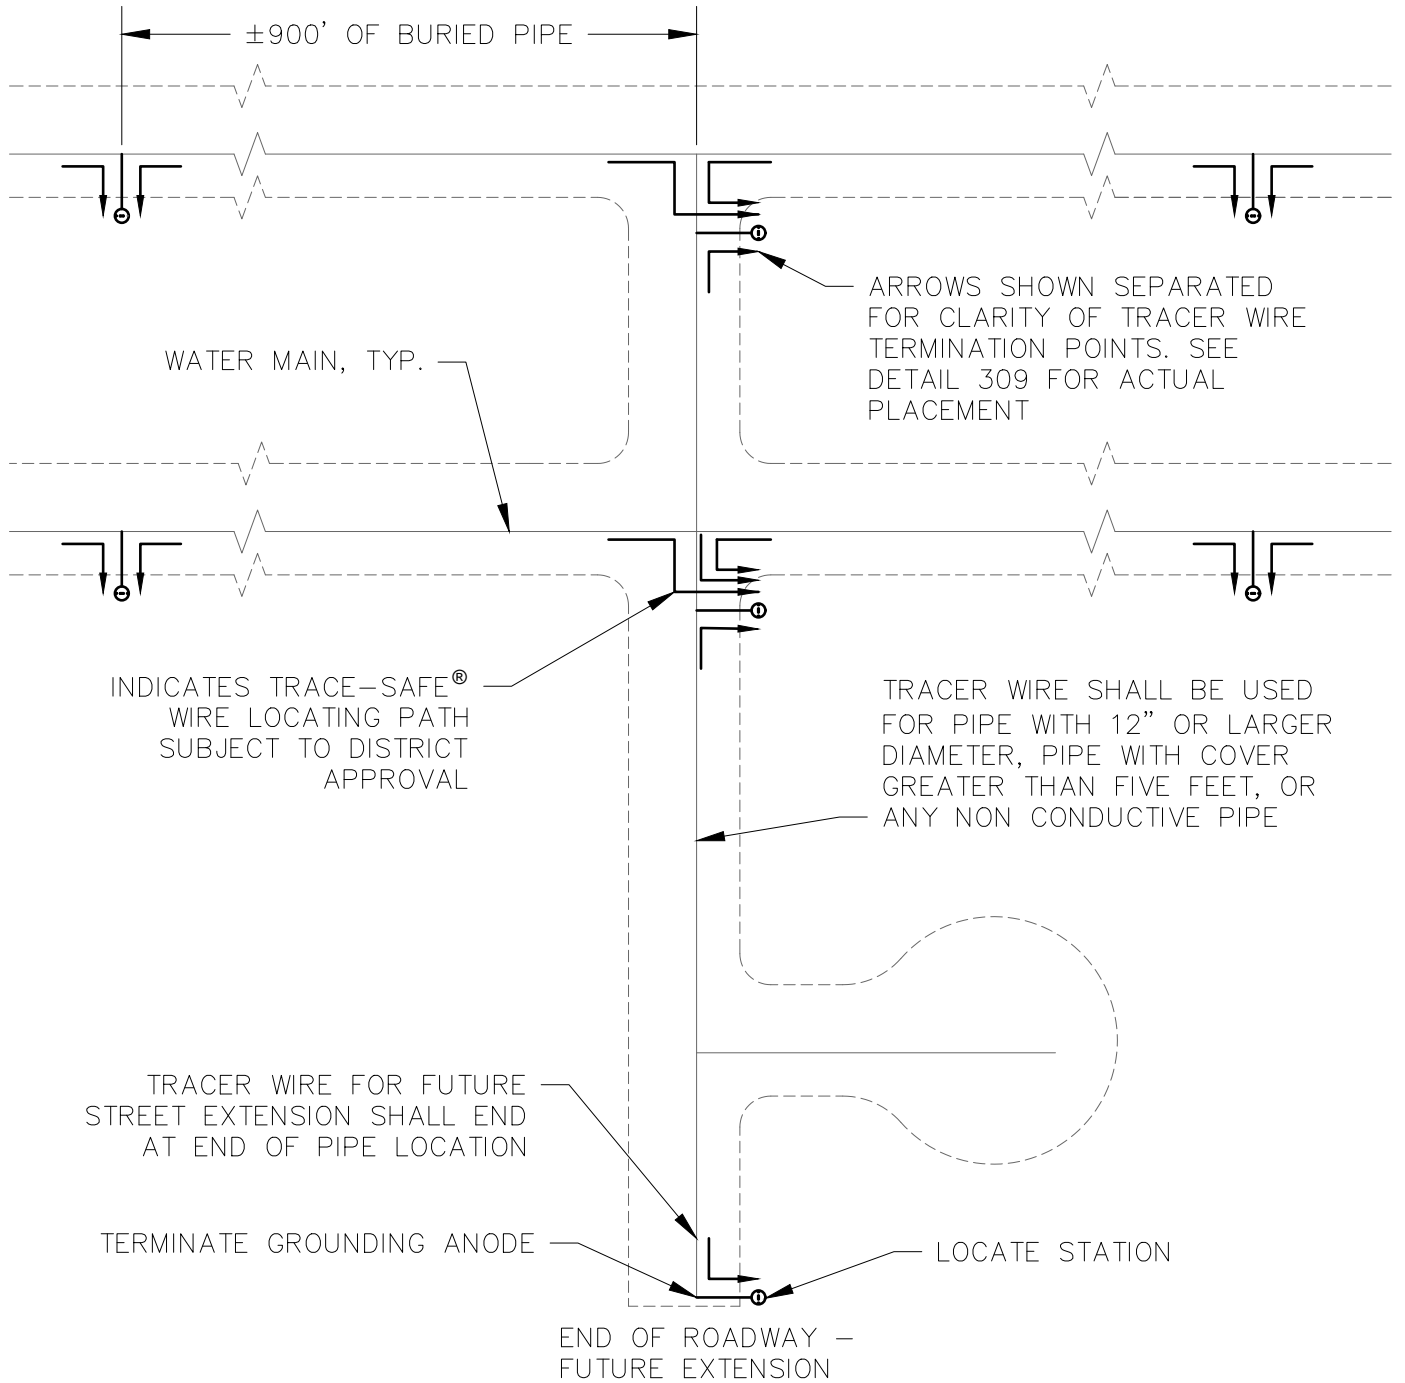 ±900’ OF BURIED PIPE
ARROWS SHOWN SEPARATED
FOR CLARITY OF TRACER WIRE
TERMINATION POINTS. SEE
DETAIL 309 FOR ACTUAL
PLACEMENT
WATER MAIN, TYP.
INDICATES TRACE–SAFE®
WIRE LOCATING PATH
SUBJECT TO DISTRICT
APPROVAL
TRACER WIRE SHALL BE USED
FOR PIPE WITH 12” OR LARGER
DIAMETER, PIPE WITH COVER
GREATER THAN FIVE FEET, OR
ANY NON CONDUCTIVE PIPE
TRACER WIRE FOR FUTURE
STREET EXTENSION SHALL END
AT END OF PIPE LOCATION
TERMINATE GROUNDING ANODE
LOCATE STATION
END OF ROADWAY –
FUTURE EXTENSION